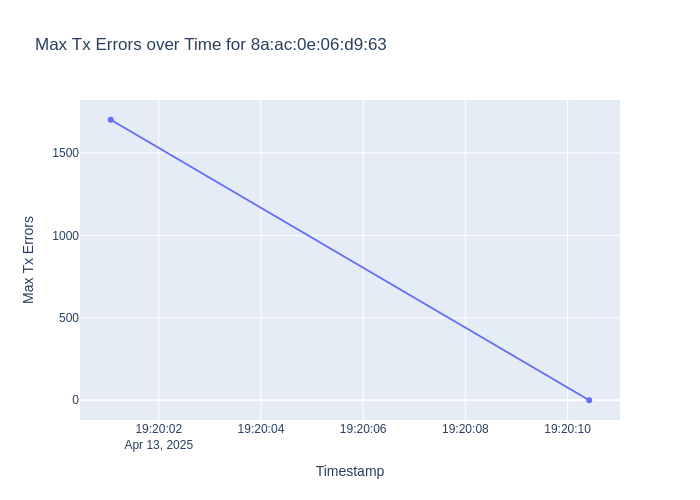 Max Tx Errors over Time for 8a:ac:0e:06:d9:63
Max Tx Errors
1500
1000
500
0
19:20:02 19:20:04 19:20:06 19:20:08 19:20:10
Apr 13, 2025
Timestamp